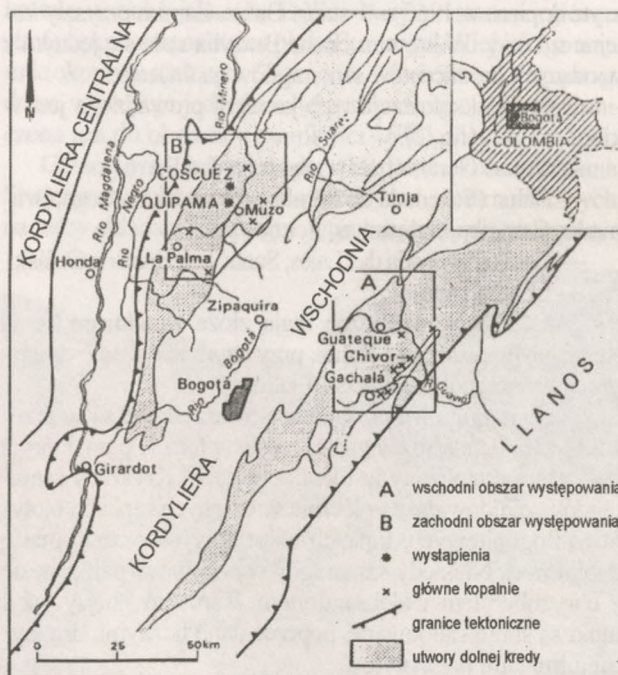 N
KORDYLIERA CENTRALNA
Rio Magdalena
Rio Negro
Rio Minero
Rio Suarez
B
COSCUEZ
QUIPAMA
Muzo
La Palma
Honda
Tunja
Bogotá
COLOMBIA
WSCHODNIA
A
Zipaquira
Rio Bogotá
Bogotá
Guateque
Chivor
Gachalá
LLANOS
Girardot
KORDYLIERA
A wschodni obszar występowania
B zachodni obszar występowania
wystąpienia
główne kopalnie
granice tektoniczne
utwory dolnej kredy
0 25 50km